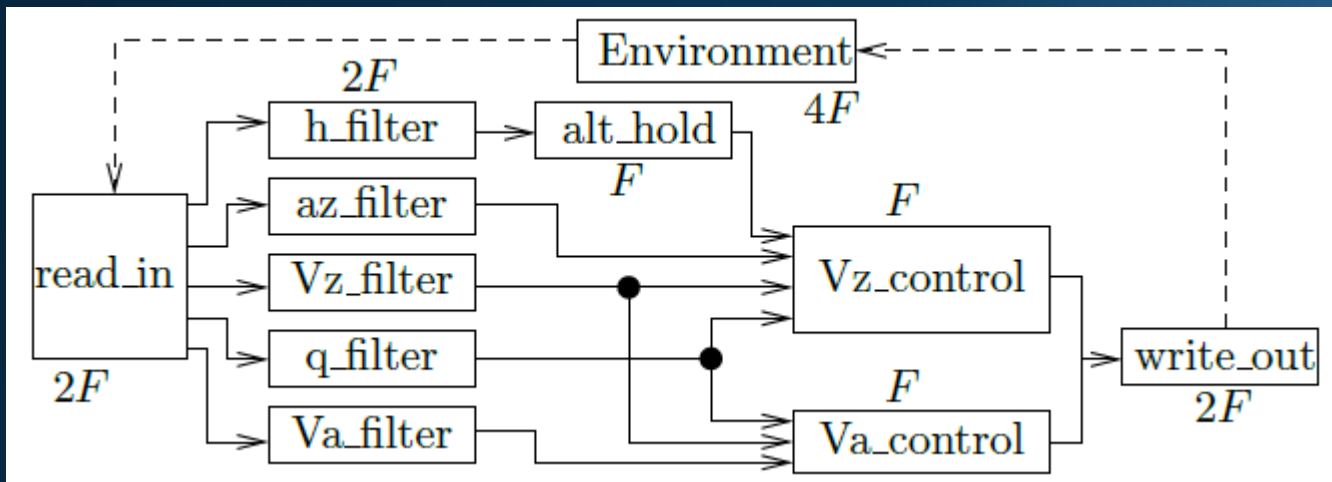 Environment
2F
4F
h_filter
alt_hold
F
az_filter
F
read_in
Vz_filter
Vz_control
q_filter
write_out
2F
F
2F
Va_filter
Va_control